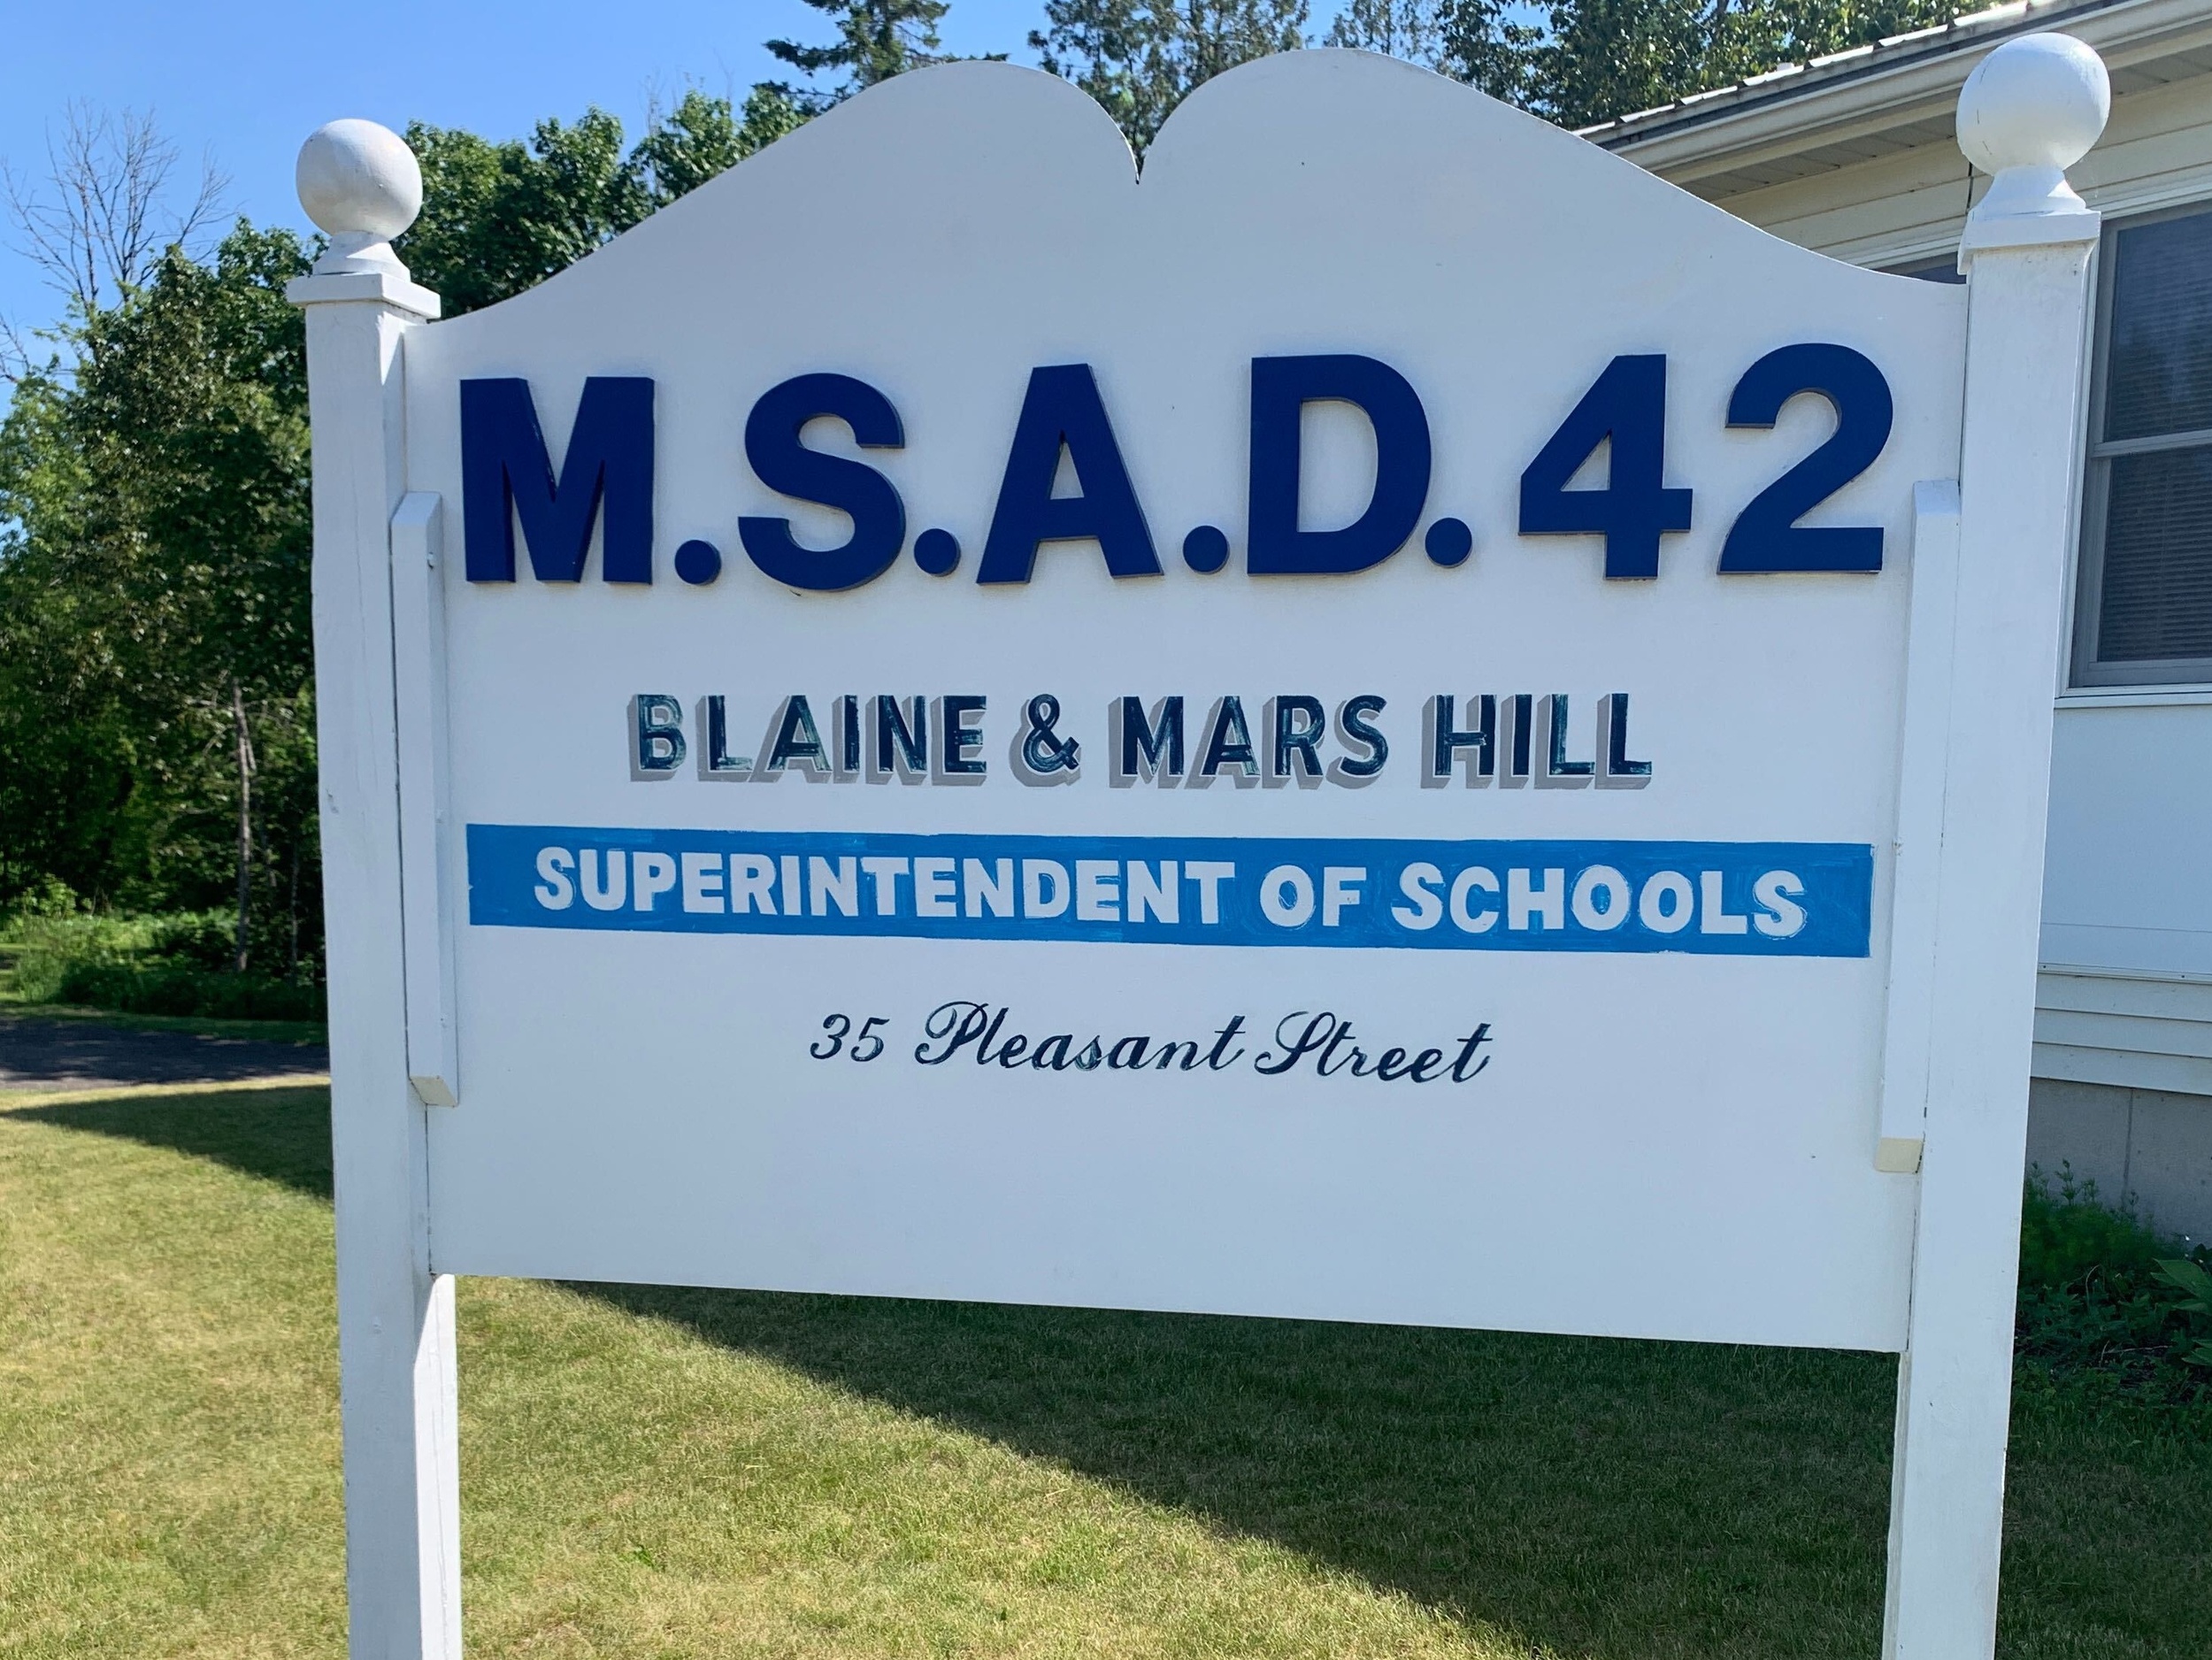 M.S.A.D. 42
BLAINE & MARS HILL
SUPERINTENDENT OF SCHOOLS
35 Pleasant Street